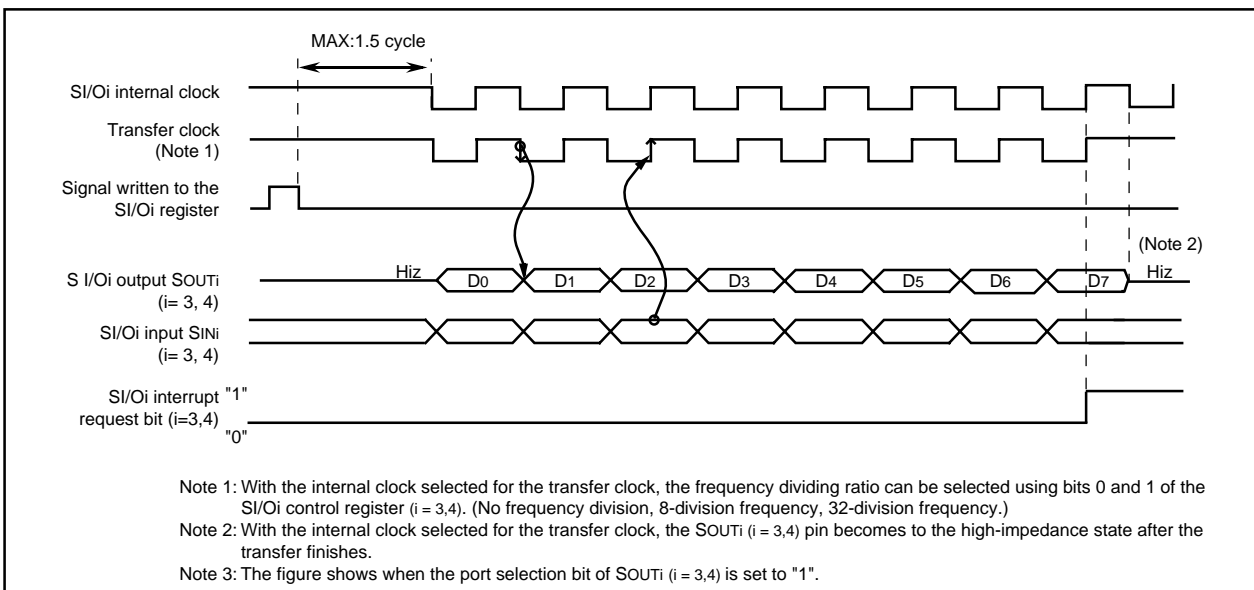 MAX:1.5 cycle
SI/Oi internal clock
Transfer clock
(Note 1)
Signal written to the
SI/Oi register
(Note 2)
S I/Oi output SOUTi
(i= 3, 4)
Hiz
D0
D1
D2
D3
D4
D5
D6
D7
Hiz
SI/Oi input SINi
(i= 3, 4)
SI/Oi interrupt "1"
request bit (i=3,4)
"0"
Note 1: With the internal clock selected for the transfer clock, the frequency dividing ratio can be selected using bits 0 and 1 of the
SI/Oi control register (i = 3,4). (No frequency division, 8-division frequency, 32-division frequency.)
Note 2: With the internal clock selected for the transfer clock, the SOUTi (i = 3,4) pin becomes to the high-impedance state after the
transfer finishes.
Note 3: The figure shows when the port selection bit of SOUTi (i = 3,4) is set to "1".